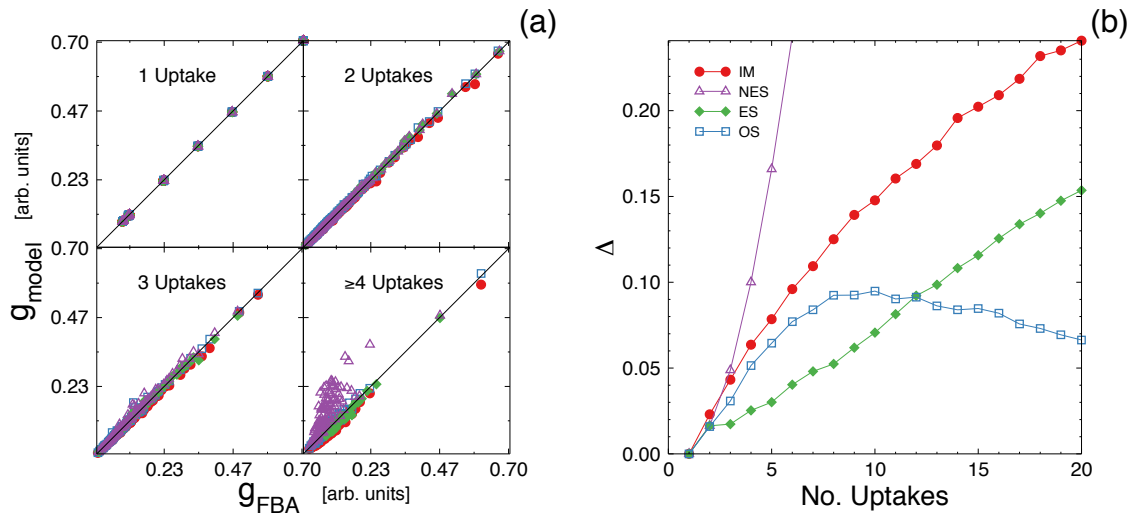 (a)
0.70
0.47
0.23
0.70
0.47
0.23
g_model
[arb. units]
1 Uptake
2 Uptakes
3 Uptakes
≥4 Uptakes
0.23
0.47
0.70
0.23
0.47
0.70
g_FBA [arb. units]
(b)
IM
NES
ES
OS
0.20
0.15
0.10
0.05
0.00
Δ
0
5
10
15
20
No. Uptakes